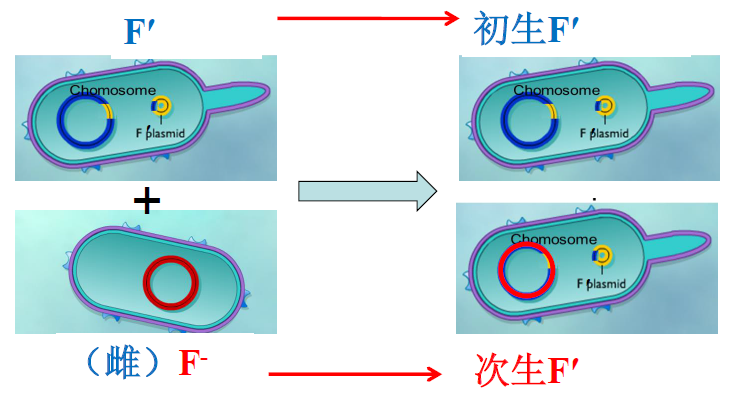 F′
初生F′
Chomosome
F′plasmid
Chomosome
F′plasmid
+
Chomosome
F′plasmid
（雌）F-
次生F′